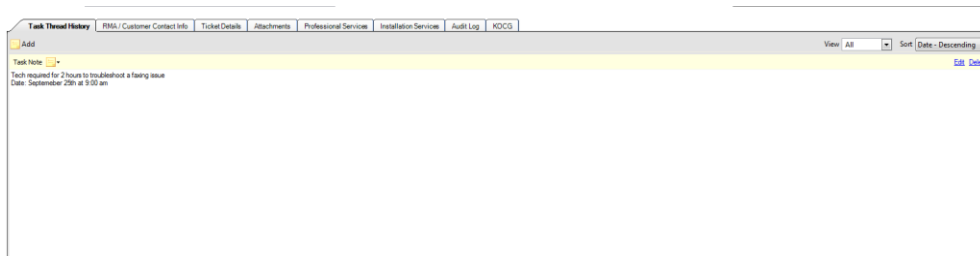 Task Thread History RMA / Customer Contact Info Ticket Details Attachments Professional Services Installation Services Audit Log KOCG
Add View All Sort Date - Descending
Task Note Edit Dele
Tech required for 2 hours to troubleshoot a faxing issue
Date: Septemeber 29th at 9:00 am